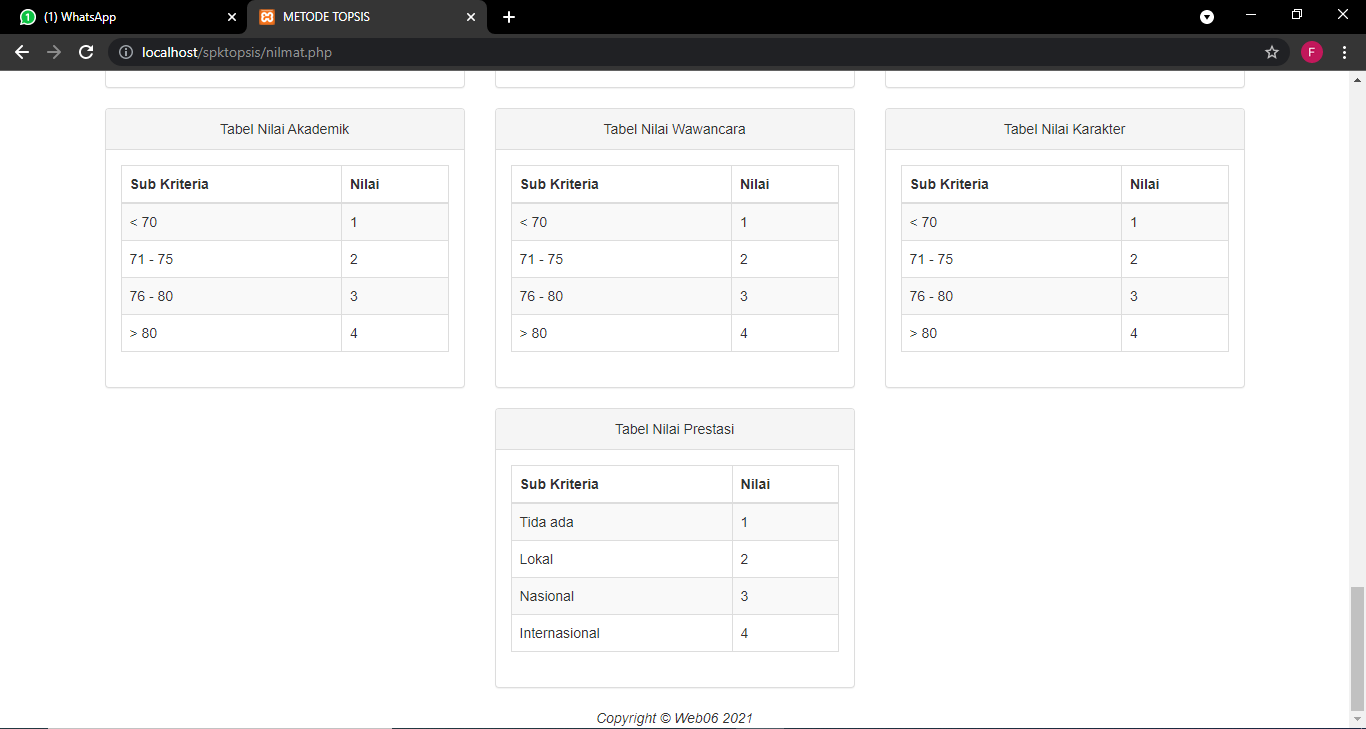 (1) WhatsApp
METODE TOPSIS
localhost/spktopsis/nilmat.php
F
Tabel Nilai Akademik
Sub Kriteria Nilai
< 70 1
71 - 75 2
76 - 80 3
> 80 4
Tabel Nilai Wawancara
Sub Kriteria Nilai
< 70 1
71 - 75 2
76 - 80 3
> 80 4
Tabel Nilai Karakter
Sub Kriteria Nilai
< 70 1
71 - 75 2
76 - 80 3
> 80 4
Tabel Nilai Prestasi
Sub Kriteria Nilai
Tida ada 1
Lokal 2
Nasional 3
Internasional 4
Copyright © Web06 2021